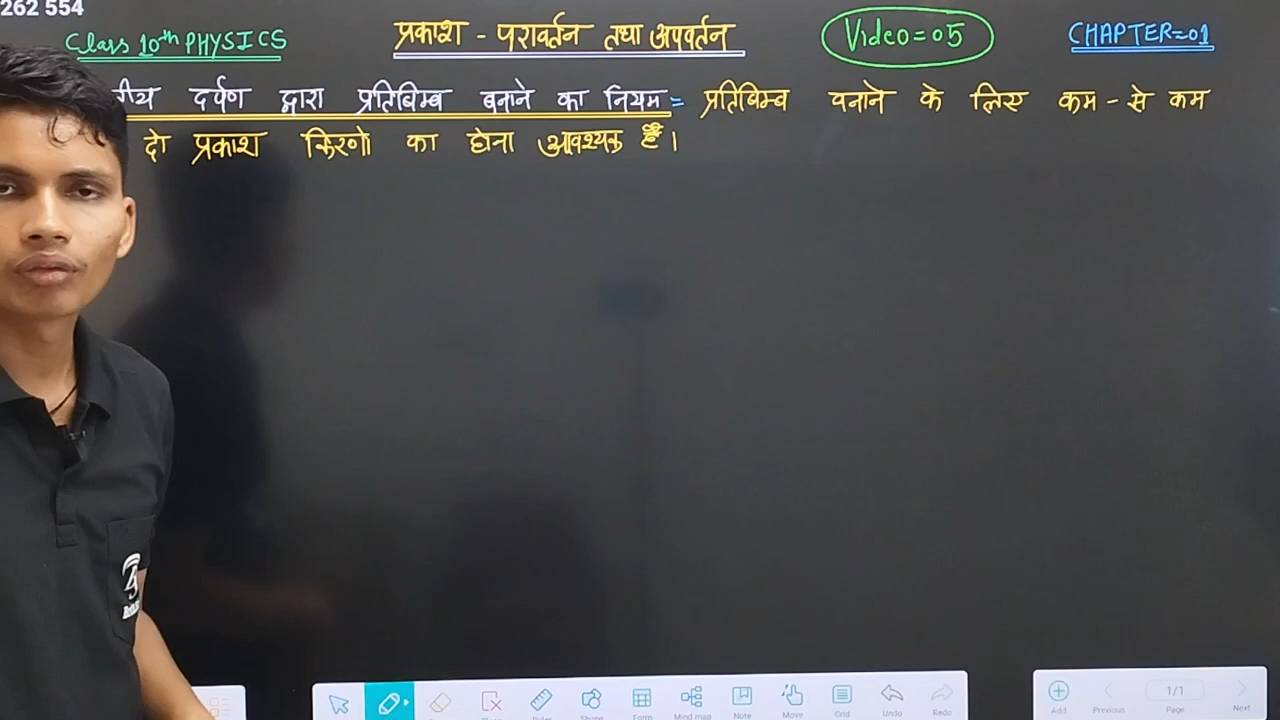 262 554
Class 10th PHYSICS
प्रकाश - परावर्तन तथा अपवर्तन
Video=05
CHAPTER=01
दर्पण द्वारा प्रतिबिम्ब बनाने का नियम = प्रतिबिम्ब बनाने के लिए कम - से कम
दो प्रकाश किरणो का होना आवश्यक है।
Form Mind map Note Move Grid Undo Redo
Add Previous 1/1 Page Next